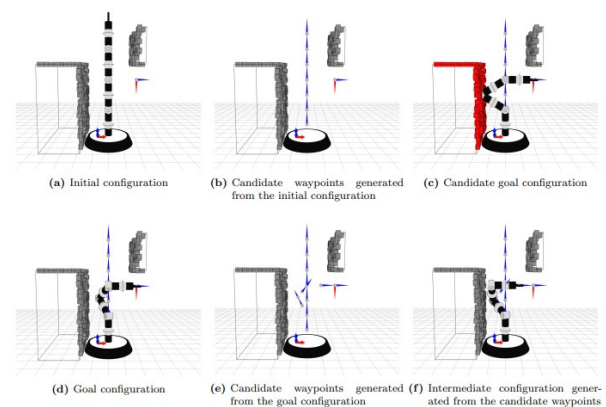 (a) Initial configuration
(b) Candidate waypoints generated
from the initial configuration
(c) Candidate goal configuration
(d) Goal configuration
(e) Candidate waypoints generated
from the goal configuration
(f) Intermediate configuration gener-
ated from the candidate waypoints